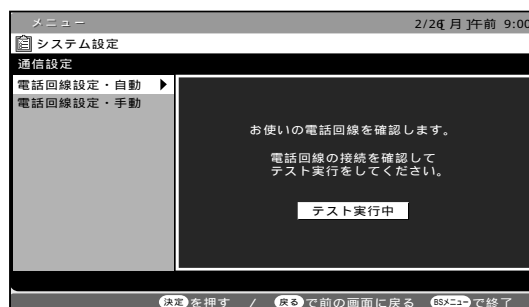 メニュー 2/26[月]午前 9:00
システム設定
通信設定
電話回線設定・自動 ▶
電話回線設定・手動
お使いの電話回線を確認します。
電話回線の接続を確認して
テスト実行をしてください。
テスト実行中
決定を押す / 戻るで前の画面に戻る BSメニューで終了